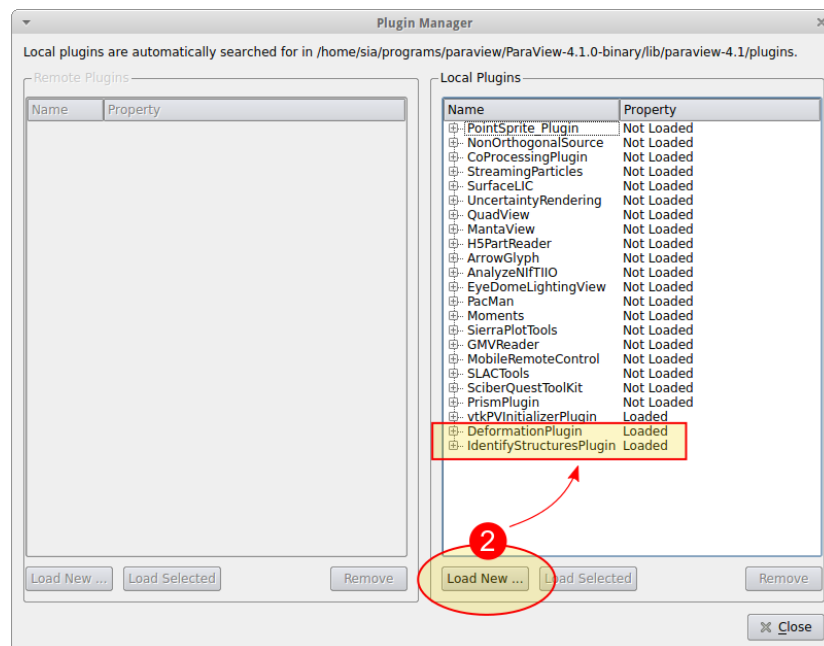 Plugin Manager
Local plugins are automatically searched for in /home/sia/programs/paraview/ParaView-4.1.0-binary/lib/paraview-4.1/plugins.
Remote Plugins
Name Property
Load New ... Load Selected Remove
Local Plugins
Name Property
PointSprite_Plugin Not Loaded
NonOrthogonalSource Not Loaded
CoProcessingPlugin Not Loaded
StreamingParticles Not Loaded
SurfaceLIC Not Loaded
UncertaintyRendering Not Loaded
QuadView Not Loaded
MantaView Not Loaded
H5PartReader Not Loaded
ArrowGlyph Not Loaded
AnalyzeNIfTIIO Not Loaded
EyeDomeLightingView Not Loaded
PacMan Not Loaded
Moments Not Loaded
SierraPlotTools Not Loaded
GMVReader Not Loaded
MobileRemoteControl Not Loaded
SLACTools Not Loaded
SciberQuestToolKit Not Loaded
PrismPlugin Not Loaded
vtkPVInitializerPlugin Loaded
DeformationPlugin Loaded
IdentifyStructuresPlugin Loaded
2
Load New ... Load Selected Remove
Close